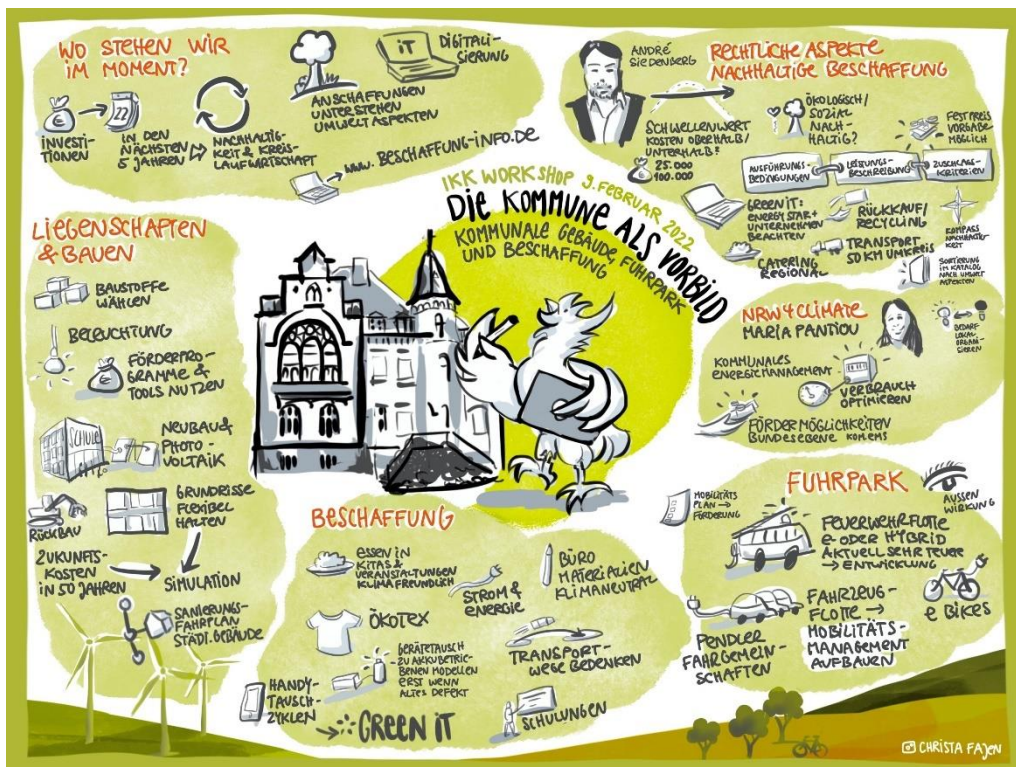 WO STEHEN WIR
IM MOMENT?
INVESTI-
TIONEN
22
IN DEN
NÄCHSTEN
5 JAHREN
NACHHALTIG-
KEIT & KREIS-
LAUFWIRTSCHAFT
ANSCHAFFUNGEN
UNTERSTEHEN
UMWELTASPEKTEN
iT
DIGITALI-
SIERUNG
www. BESCHAFFUNG-INFO.DE
ANDRÉ
SIEDENBERG
RECHTLICHE ASPEKTE
NACHHALTIGE BESCHAFFUNG
SCHWELLENWERT
KOSTEN OBERHALB/
UNTERHALB!
25.000
100.000
ÖKOLOGISCH/
SOZIAL
NACH-
HALTIG?
FESTPREIS
VORGABE
MÖGLICH
AUSFÜHRUNGS-
BEDINGUNGEN
LEISTUNGS-
BESCHREIBUNG
ZUSCHLAGS-
KRITERIEN
GREEN IT:
ENERGY STAR +
UNTERNEHMEN
BEACHTEN
RÜCKKAUF/
RECYCLING
KOMPASS
NACHHALTIG-
KEIT
CATERING
REGIONAL
TRANSPORT
50 KM UMKREIS
SORTIERUNG
IM KATALOG
NACH UMWELT
ASPEKTEN
IKK WORKSHOP 9. FEBRUAR 2022
DIE KOMMUNE ALS VORBILD
KOMMUNALE GEBÄUDE, FUHRPARK
UND BESCHAFFUNG
LIEGENSCHAFTEN
& BAUEN
BAUSTOFFE
WÄHLEN
BELEUCHTUNG
FÖRDERPRO-
GRAMME &
TOOLS NUTZEN
SCHULE
NEUBAU &
PHOTO-
VOLTAIK
RÜCKBAU
GRUNDRISSE
FLEXIBEL
HALTEN
ZUKUNFTS-
KOSTEN
IN 50 JAHREN
SIMULATION
SANIERUNGS-
FAHRPLAN
STÄDT. GEBÄUDE
NRW4CLIMATE
MARIA PANTIOU
BEDARF
LOKAL
ORGANI-
SIEREN
KOMMUNALES
ENERGIEMANAGEMENT
VERBRAUCH
OPTIMIEREN
FÖRDERMÖGLICHKEITEN
BUNDESEBENE KOM.EMS
BESCHAFFUNG
ESSEN IN
KITAS &
VERANSTALTUNGEN
KLIMAFREUNDLICH
STROM &
ENERGIE
BÜRO
MATERIALIEN
KLIMANEUTRAL
ÖKOTEX
GERÄTETAUSCH
ZU AKKUBETRIE-
BENEN MODELLEN
ERST WENN
ALTES DEFEKT
TRANSPORT-
WEGE BEDENKEN
HANDY-
TAUSCH-
ZYKLEN
GREEN iT
SCHULUNGEN
FUHRPARK
MOBILITÄTS
PLAN →
FÖRDERUNG
AUSSEN
WIRKUNG
FEUERWEHRFLOTTE
E- ODER HYBRID
AKTUELL SEHR TEUER
→ ENTWICKLUNG
PENDLER
FAHRGEMEIN-
SCHAFTEN
FAHRZEUG-
FLOTTE →
MOBILITÄTS-
MANAGEMENT
AUFBAUEN
e BIKES
CHRISTA FAJEN